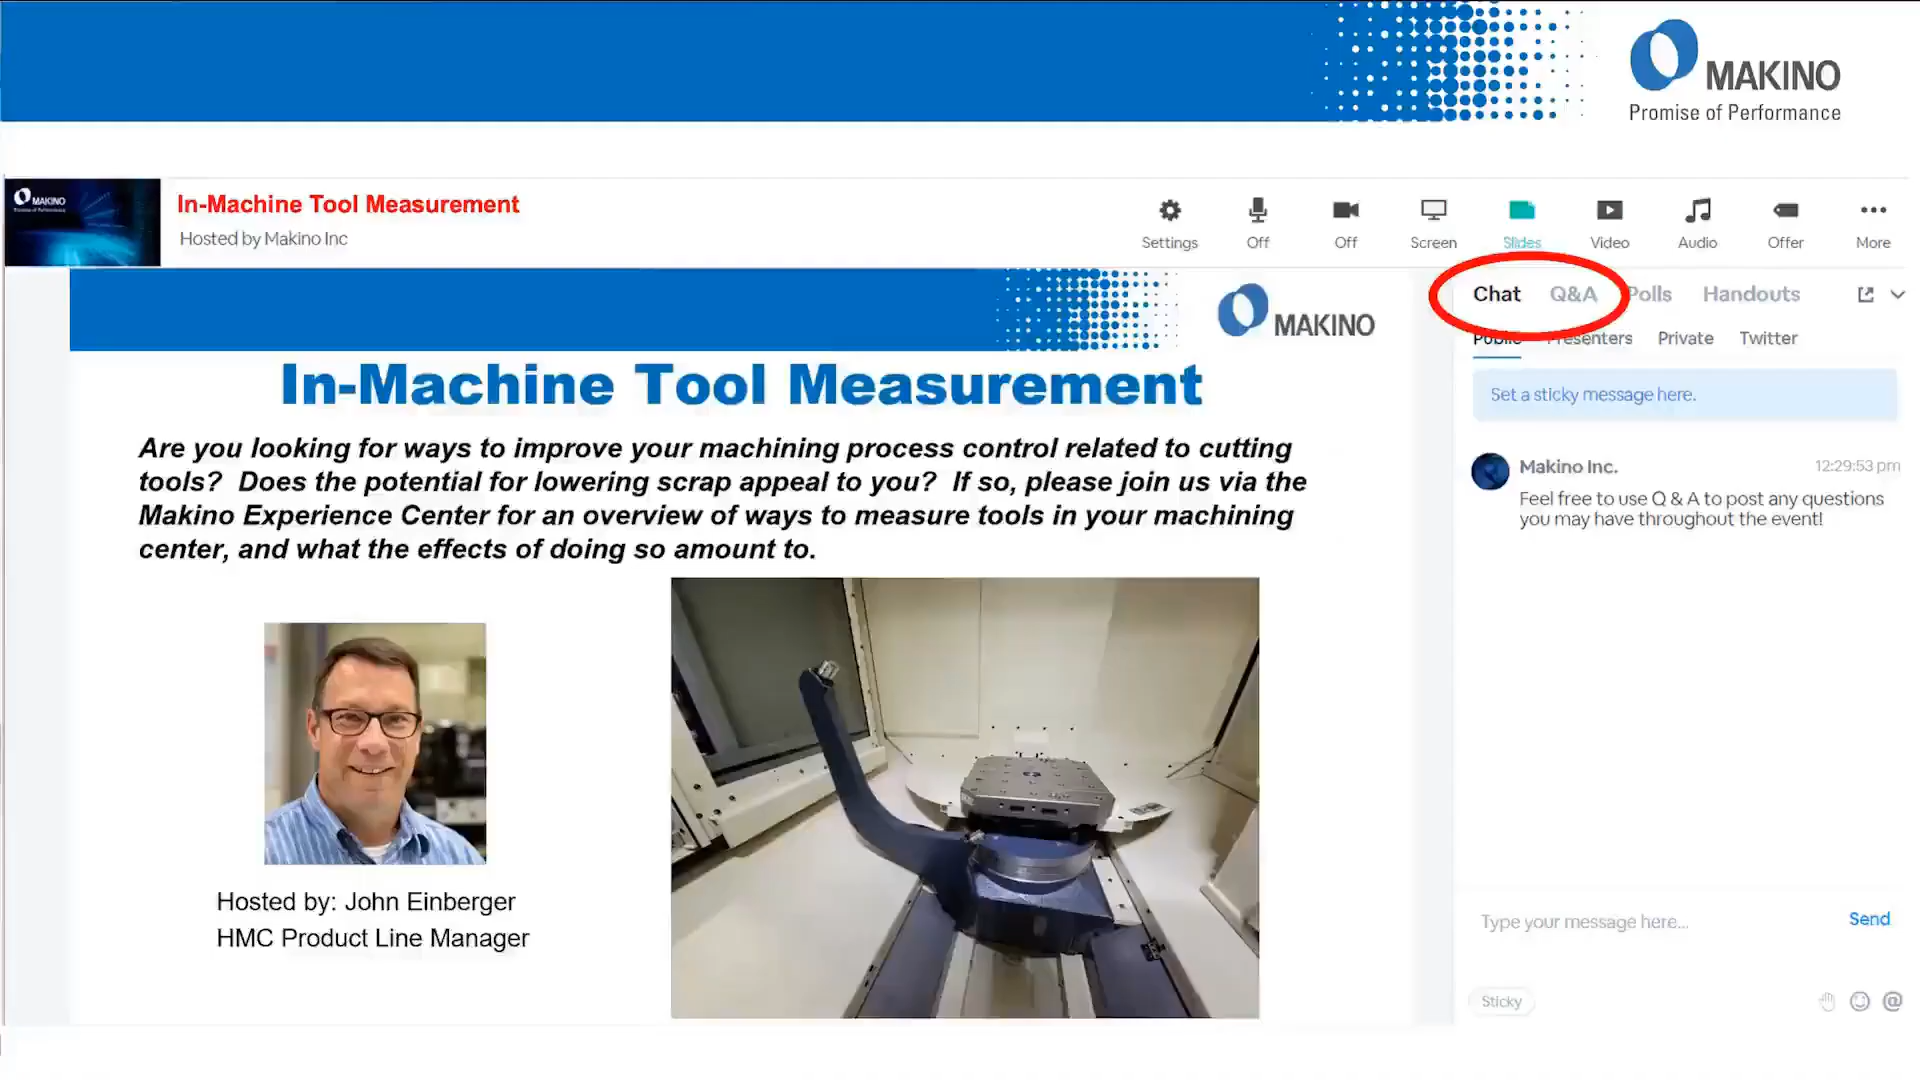 MAKINO
Promise of Performance
MAKINO
Promise of Performance
In-Machine Tool Measurement
Hosted by Makino Inc
Settings
Off
Off
Screen
Slides
Video
Audio
Offer
More
MAKINO
In-Machine Tool Measurement
Are you looking for ways to improve your machining process control related to cutting
tools? Does the potential for lowering scrap appeal to you? If so, please join us via the
Makino Experience Center for an overview of ways to measure tools in your machining
center, and what the effects of doing so amount to.
Hosted by: John Einberger
HMC Product Line Manager
Chat Q&A Polls Handouts
Public Presenters Private Twitter
Set a sticky message here.
Makino Inc. 12:29:53 pm
Feel free to use Q & A to post any questions
you may have throughout the event!
Type your message here... Send
Sticky